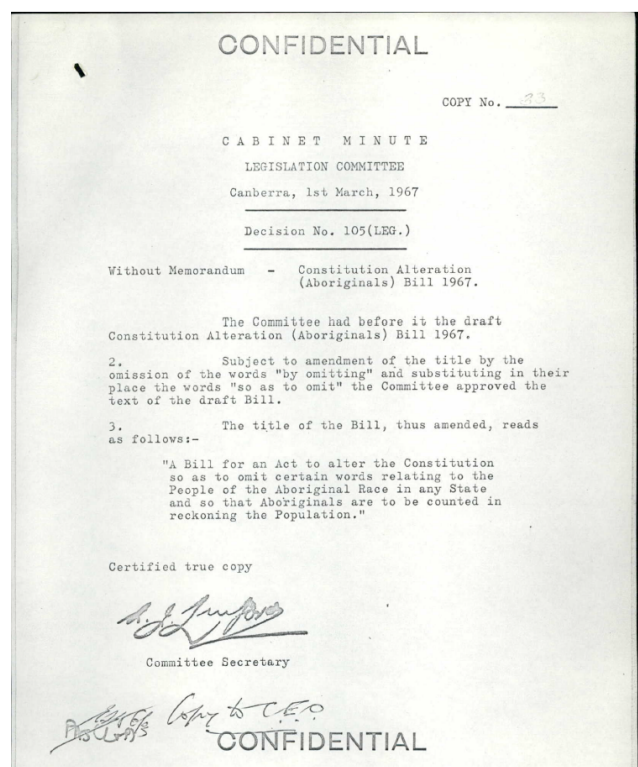 CONFIDENTIAL
COPY No. 23
CABINET MINUTE
LEGISLATION COMMITTEE
Canberra, 1st March, 1967
Decision No. 105(LEG.)
Without Memorandum - Constitution Alteration
(Aboriginals) Bill 1967.
The Committee had before it the draft
Constitution Alteration (Aboriginals) Bill 1967.
2. Subject to amendment of the title by the
omission of the words "by omitting" and substituting in their
place the words "so as to omit" the Committee approved the
text of the draft Bill.
3. The title of the Bill, thus amended, reads
as follows:-
"A Bill for an Act to alter the Constitution
so as to omit certain words relating to the
People of the Aboriginal Race in any State
and so that Aboriginals are to be counted in
reckoning the Population."
Certified true copy
Committee Secretary
Copy to C.E.O
CONFIDENTIAL